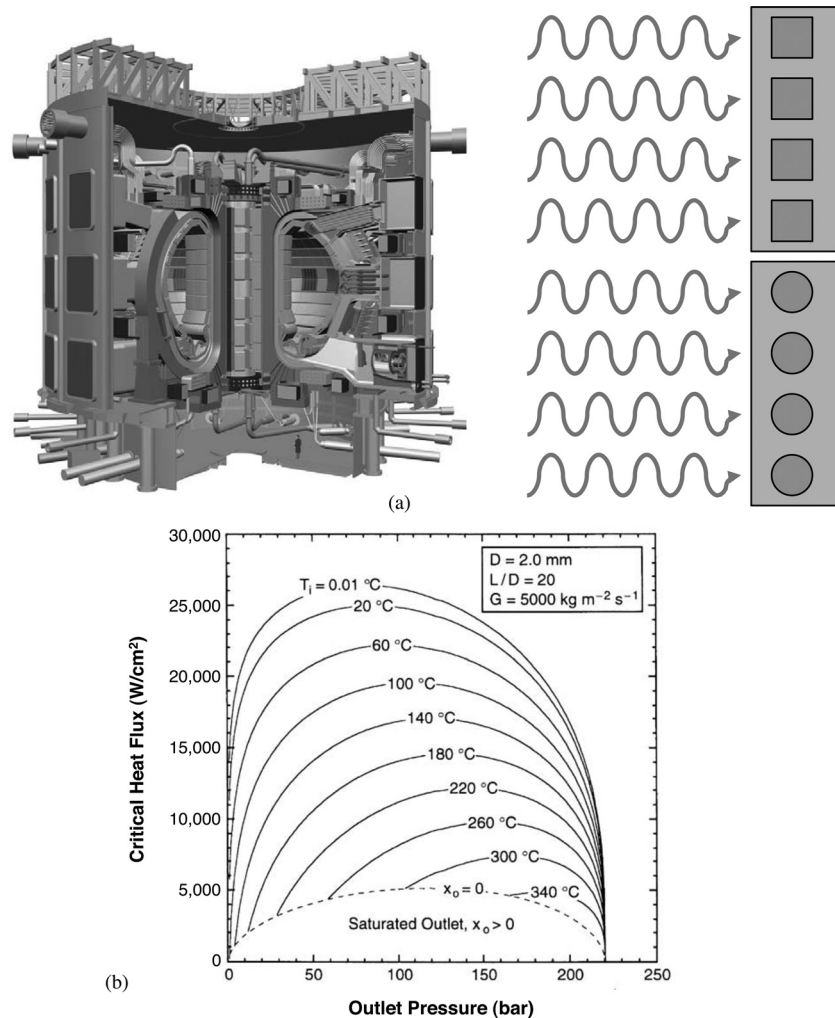 (a)
30,000
25,000
20,000
15,000
10,000
5,000
0
Critical Heat Flux (W/cm²)
D = 2.0 mm
L/D = 20
G = 5000 kg m⁻² s⁻¹
Tᵢ = 0.01 °C
20 °C
60 °C
100 °C
140 °C
180 °C
220 °C
260 °C
300 °C
xₒ = 0
340 °C
Saturated Outlet, xₒ > 0
0
50
100
150
200
250
(b)
Outlet Pressure (bar)